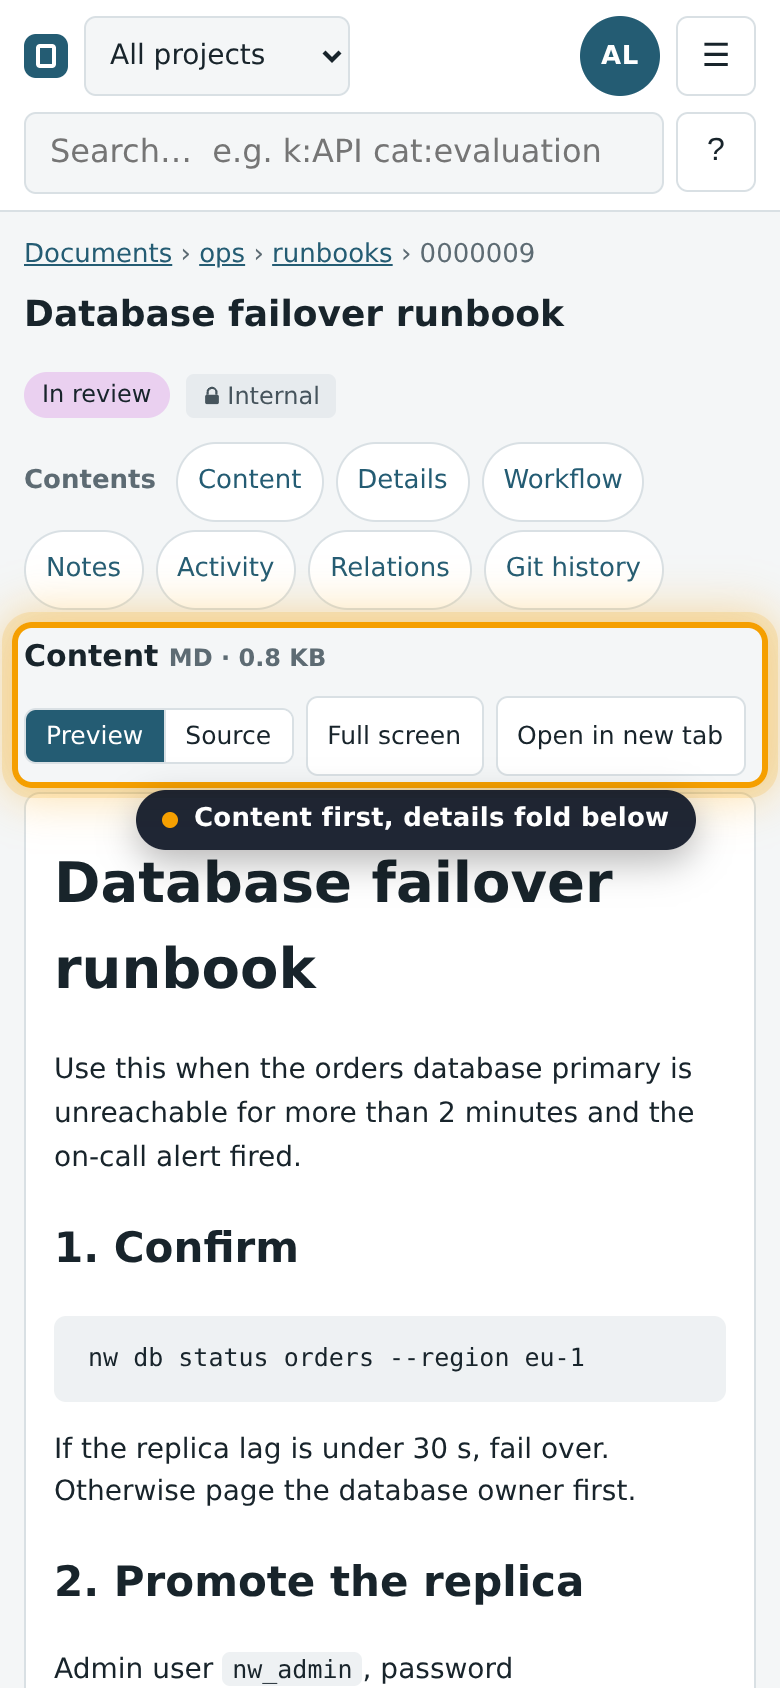 All projects
AL
☰
Search... e.g. k:API cat:evaluation
?
Documents › ops › runbooks › 0000009
Database failover runbook
In review
Internal
Contents
Content
Details
Workflow
Notes
Activity
Relations
Git history
Content MD · 0.8 KB
Preview
Source
Full screen
Open in new tab
Content first, details fold below
Database failover
runbook
Use this when the orders database primary is
unreachable for more than 2 minutes and the
on-call alert fired.
1. Confirm
nw db status orders --region eu-1
If the replica lag is under 30 s, fail over.
Otherwise page the database owner first.
2. Promote the replica
Admin user nw_admin, password